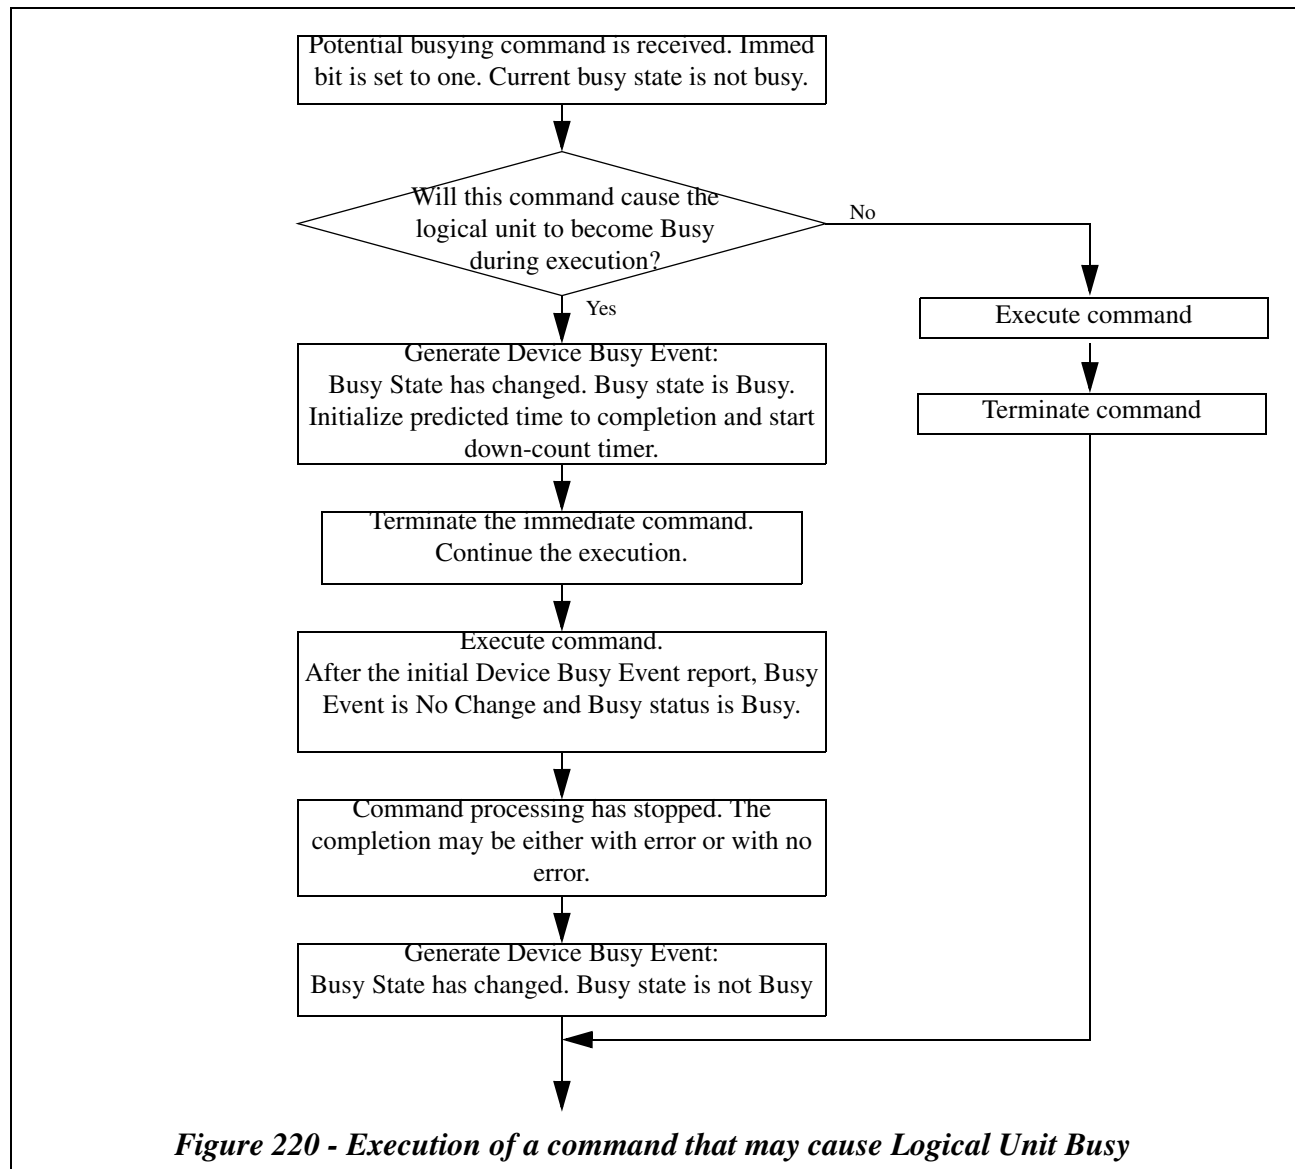 Potential busying command is received. Immed
bit is set to one. Current busy state is not busy.
Will this command cause the
logical unit to become Busy
during execution?
No
Yes
Execute command
Terminate command
Generate Device Busy Event:
Busy State has changed. Busy state is Busy.
Initialize predicted time to completion and start
down-count timer.
Terminate the immediate command.
Continue the execution.
Execute command.
After the initial Device Busy Event report, Busy
Event is No Change and Busy status is Busy.
Command processing has stopped. The
completion may be either with error or with no
error.
Generate Device Busy Event:
Busy State has changed. Busy state is not Busy
Figure 220 - Execution of a command that may cause Logical Unit Busy